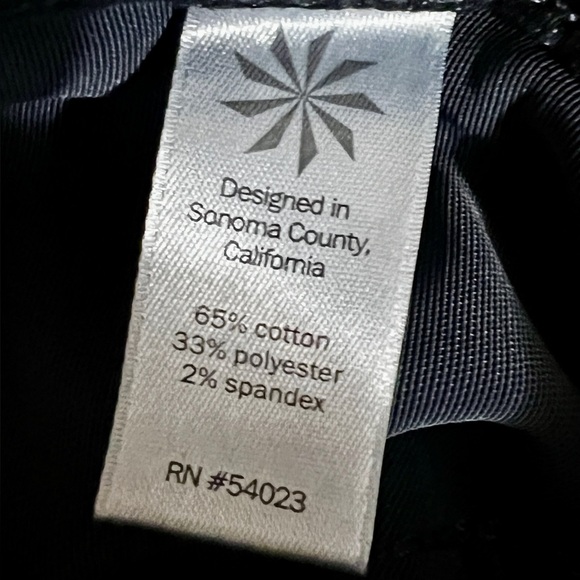 Designed in
Sonoma County,
California
65% cotton
33% polyester
2% spandex
RN #54023